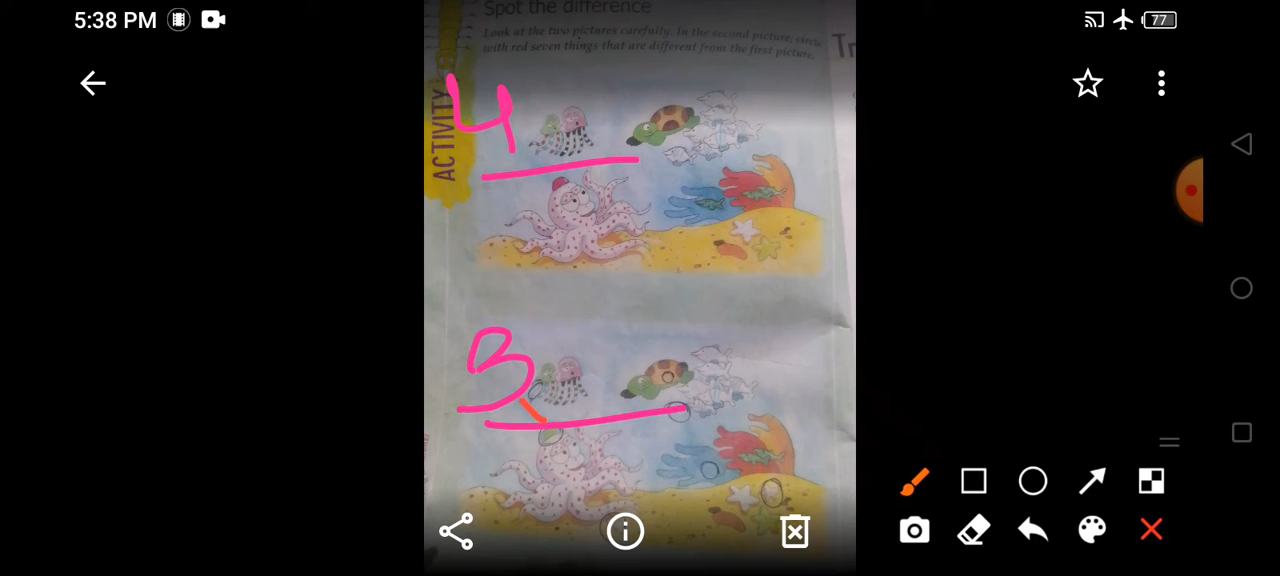 5:38 PM
77
Spot the difference
Look at the two pictures carefully. In the second picture, circle
with red seven things that are different from the first picture.
Tr
ACTIVITY
4
3